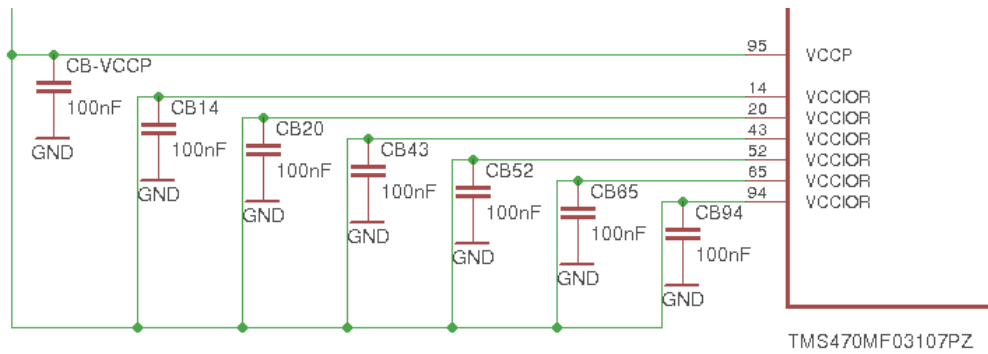 95 VCCP
CB-VCCP
100nF
GND
14 VCCIOR
CB14
100nF
GND
20 VCCIOR
CB20
100nF
GND
43 VCCIOR
CB43
100nF
GND
52 VCCIOR
CB52
100nF
GND
65 VCCIOR
CB65
100nF
GND
94 VCCIOR
CB94
100nF
GND
TMS470MF03107PZ